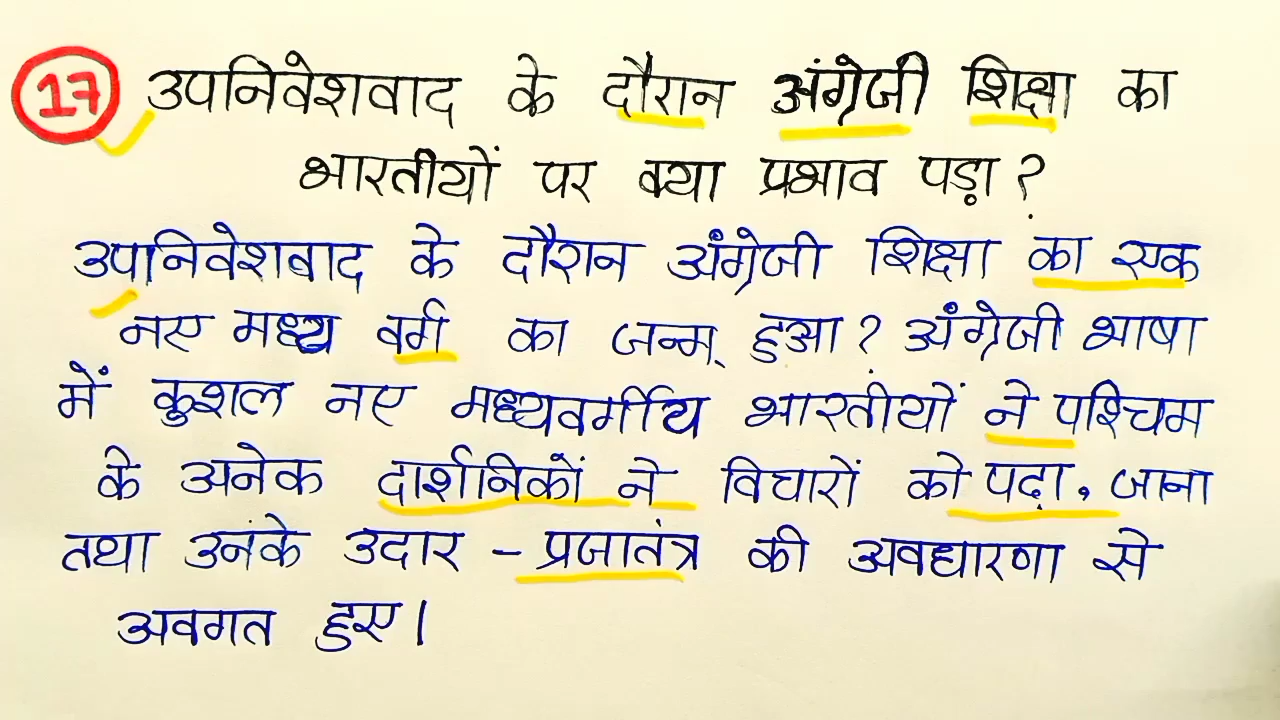 17 उपनिवेशवाद के दौरान अंग्रेजी शिक्षा का
भारतीयों पर क्या प्रभाव पड़ा?
उपनिवेशवाद के दौरान अंग्रेजी शिक्षा का एक
नए मध्य वर्ग का जन्म हुआ? अंग्रेजी भाषा
में कुशल नए मध्यवर्गीय भारतीयों ने पश्चिम
के अनेक दार्शनिकों ने विचारों को पढा, जाना
तथा उनके उदार - प्रजातंत्र की अवधारणा से
अवगत हुए।